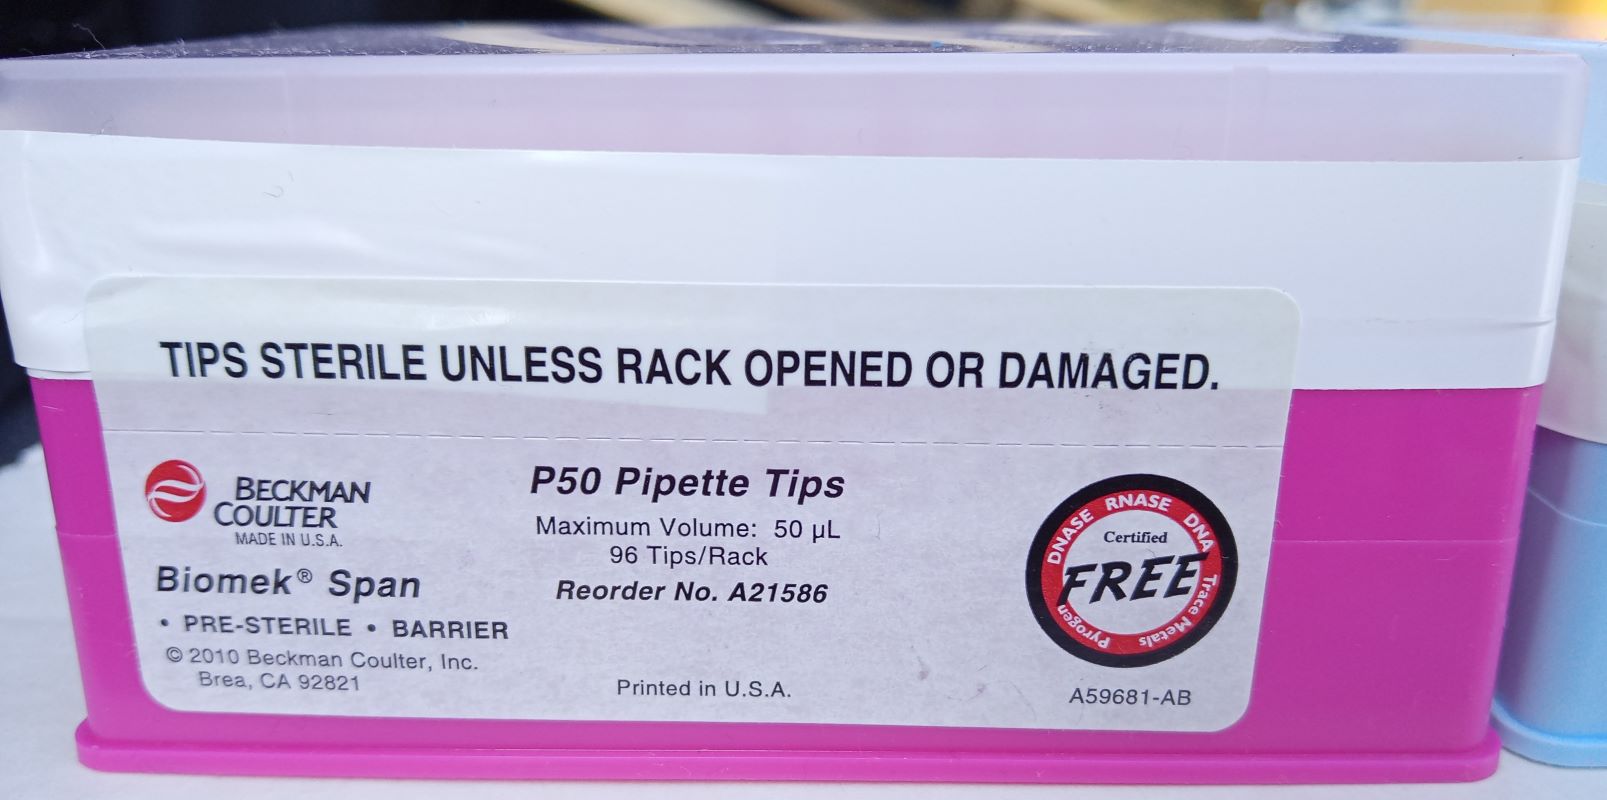 TIPS STERILE UNLESS RACK OPENED OR DAMAGED.
BECKMAN
COULTER
MADE IN U.S.A.
Biomek® Span
• PRE-STERILE • BARRIER
© 2010 Beckman Coulter, Inc.
Brea, CA 92821
P50 Pipette Tips
Maximum Volume: 50 µL
96 Tips/Rack
Reorder No. A21586
Printed in U.S.A.
DNASE RNASE DNA Trace Metals Pyrogen
Certified
FREE
A59681-AB